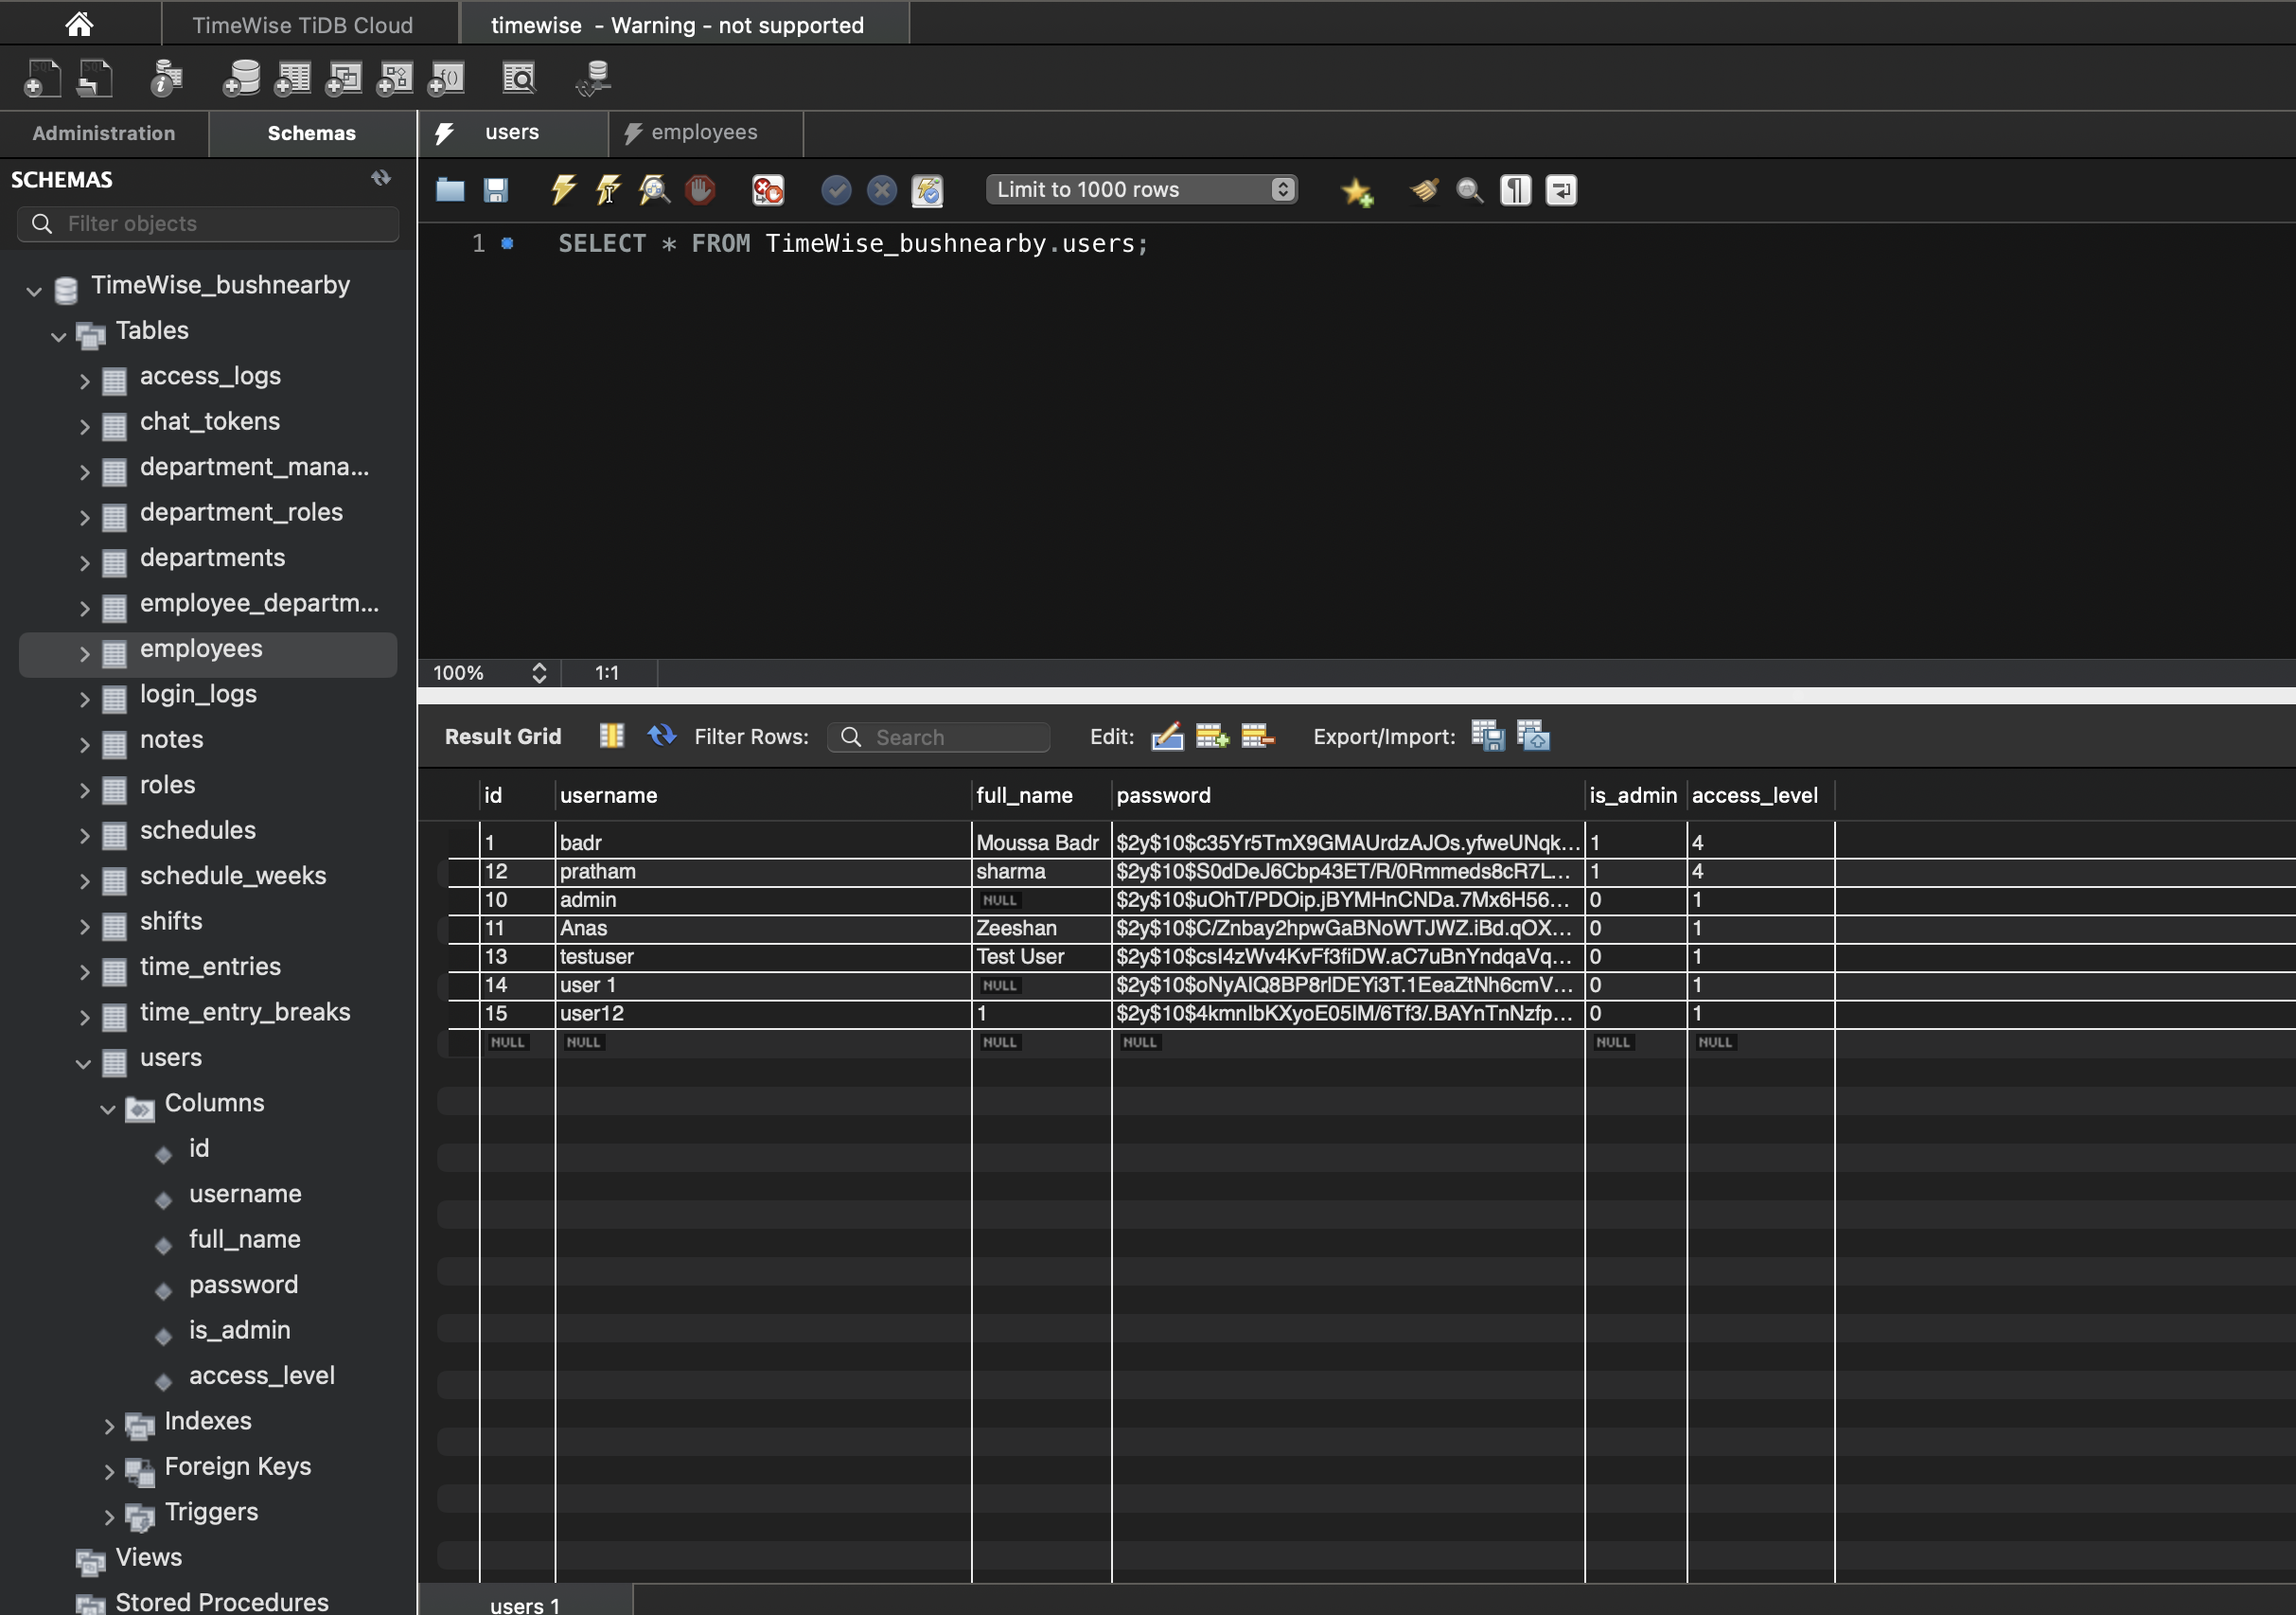 TimeWise TiDB Cloud
timewise - Warning - not supported
Administration
Schemas
users
employees
SCHEMAS
Filter objects
Limit to 1000 rows
1 SELECT * FROM TimeWise_bushnearby.users;
TimeWise_bushnearby
Tables
access_logs
chat_tokens
department_mana...
department_roles
departments
employee_departm...
employees
login_logs
notes
roles
schedules
schedule_weeks
shifts
time_entries
time_entry_breaks
users
Columns
id
username
full_name
password
is_admin
access_level
Indexes
Foreign Keys
Triggers
Views
Stored Procedures
100% 1:1
Result Grid Filter Rows: Search Edit: Export/Import:
id username full_name password is_admin access_level
1 badr Moussa Badr $2y$10$c35Yr5TmX9GMAUrdzAJOs.yfweUNqk... 1 4
12 pratham sharma $2y$10$S0dDeJ6Cbp43ET/R/0Rmmeds8cR7L... 1 4
10 admin NULL $2y$10$uOhT/PDOip.jBYMHnCNDa.7Mx6H56... 0 1
11 Anas Zeeshan $2y$10$C/Znbay2hpwGaBNoWTJWZ.iBd.qOX... 0 1
13 testuser Test User $2y$10$csI4zWv4KvFf3fiDW.aC7uBnYndqaVq... 0 1
14 user 1 NULL $2y$10$oNyAIQ8BP8rIDEYi3T.1EeaZtNh6cmV... 0 1
15 user12 1 $2y$10$4kmnIbKXyoE05IM/6Tf3/.BAYnTnNzfp... 0 1
NULL NULL NULL NULL NULL NULL
users 1